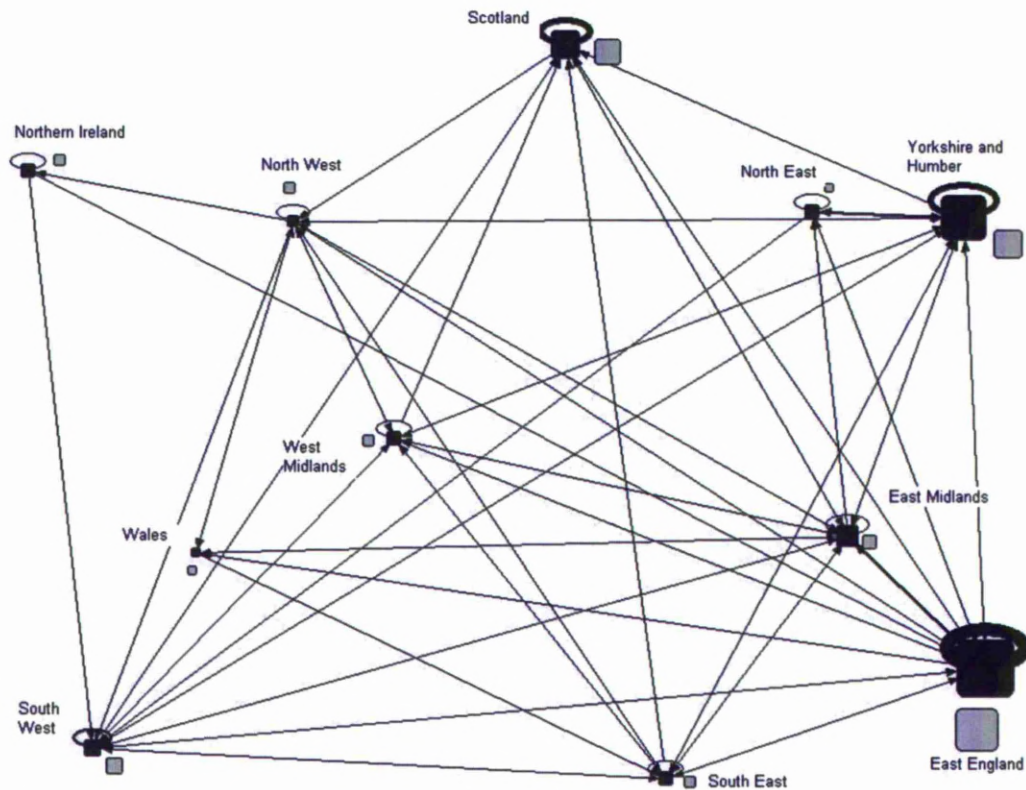 Scotland
Northern Ireland
North West
North East
Yorkshire and
Humber
West
Midlands
East Midlands
Wales
South
West
South East
East England